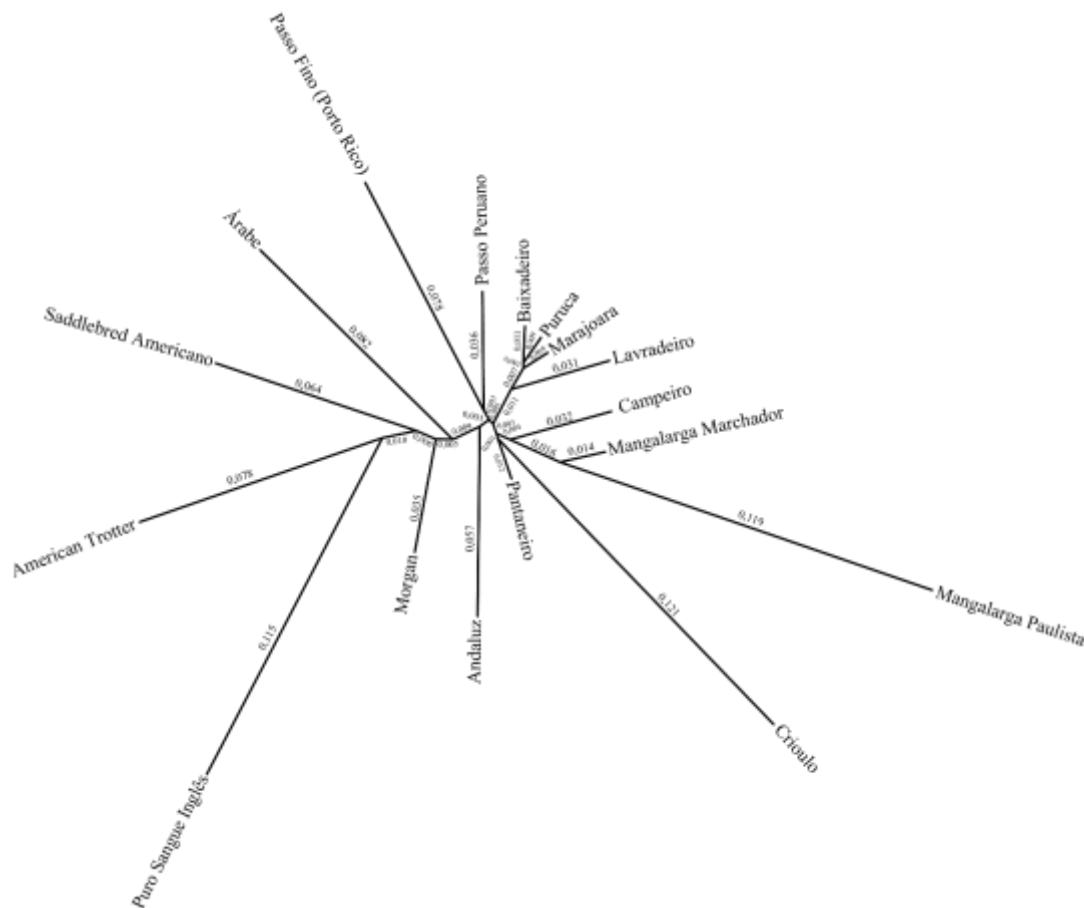 Passo Fino (Porto Rico)
0,075
Árabe
0,082
Saddlebred Americano
0,064
American Trotter
0,078
Puro Sangue Inglês
0,115
0,018
Morgan
0,035
Andaluz
0,057
Passo Peruano
0,036
Baixadeiro
Puruca
Marajoara
Lavradeiro
0,031
Campeiro
0,032
Mangalarga Marchador
0,014
Mangalarga Paulista
0,119
Crioulo
0,121
Pantaneiro
0,012